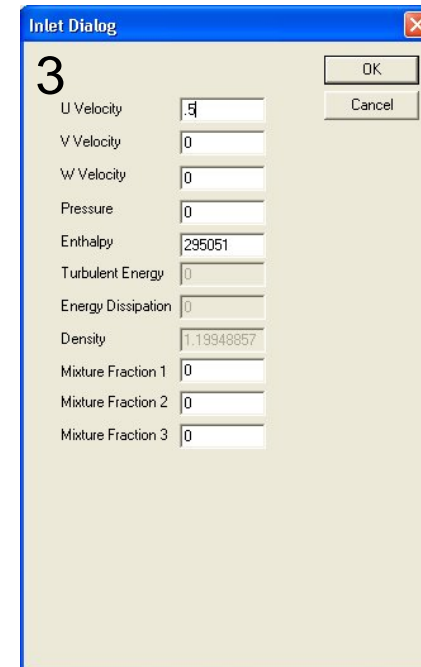 Inlet Dialog
3
OK
U Velocity .5
Cancel
V Velocity 0
W Velocity 0
Pressure 0
Enthalpy 295051
Turbulent Energy 0
Energy Dissipation 0
Density 1.19948857
Mixture Fraction 1 0
Mixture Fraction 2 0
Mixture Fraction 3 0